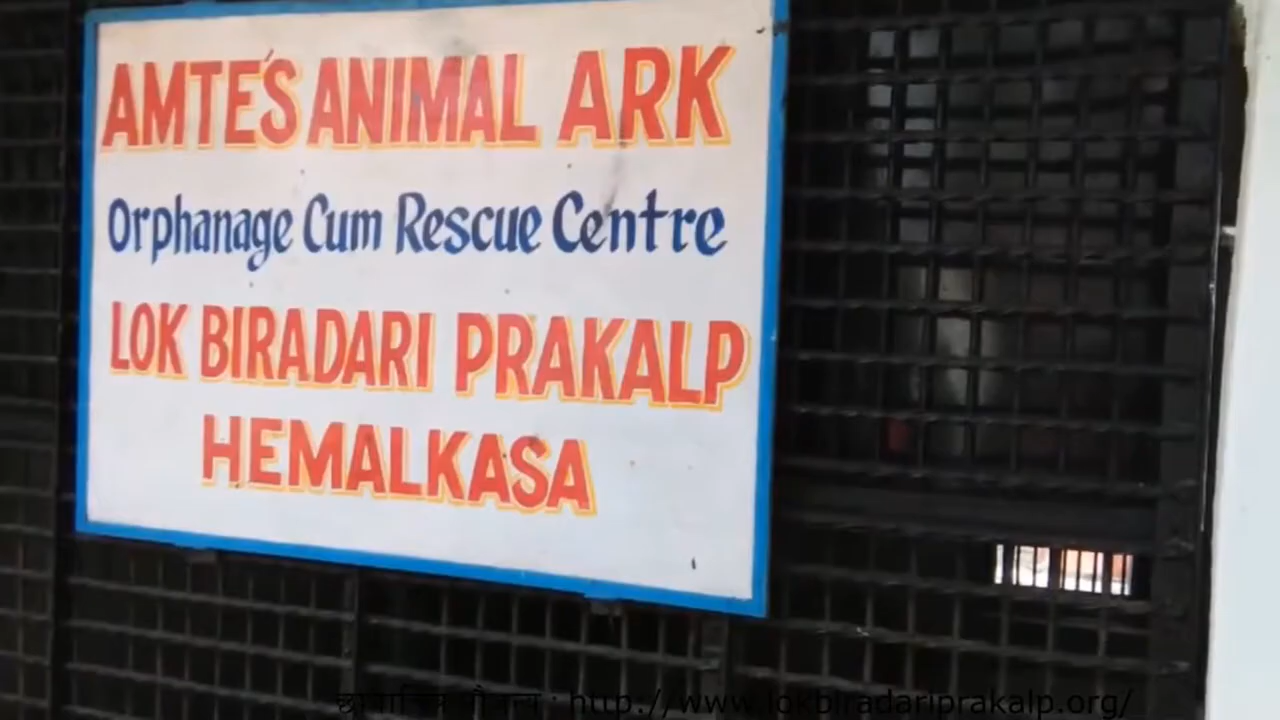 AMTE'S ANIMAL ARK
Orphanage Cum Rescue Centre
LOK BIRADARI PRAKALP
HEMALKASA
: http://www.lokbiradariprakalp.org/